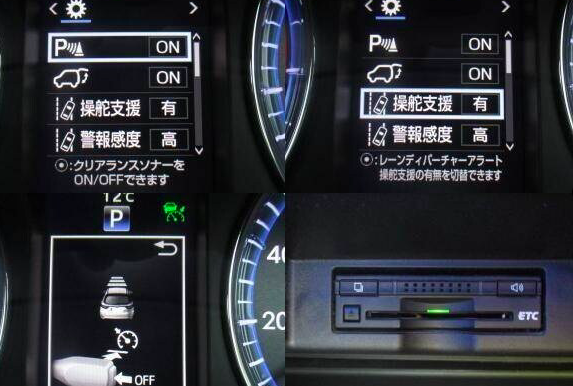 P ON
ON
操舵支援 有
警報感度 高
:クリアランスソナーを
ON/OFFできます
P ON
ON
操舵支援 有
警報感度 高
:レーンディパーチャーアラート
操舵支援の有無を切替できます
12℃
P
OFF
40
20
ETC